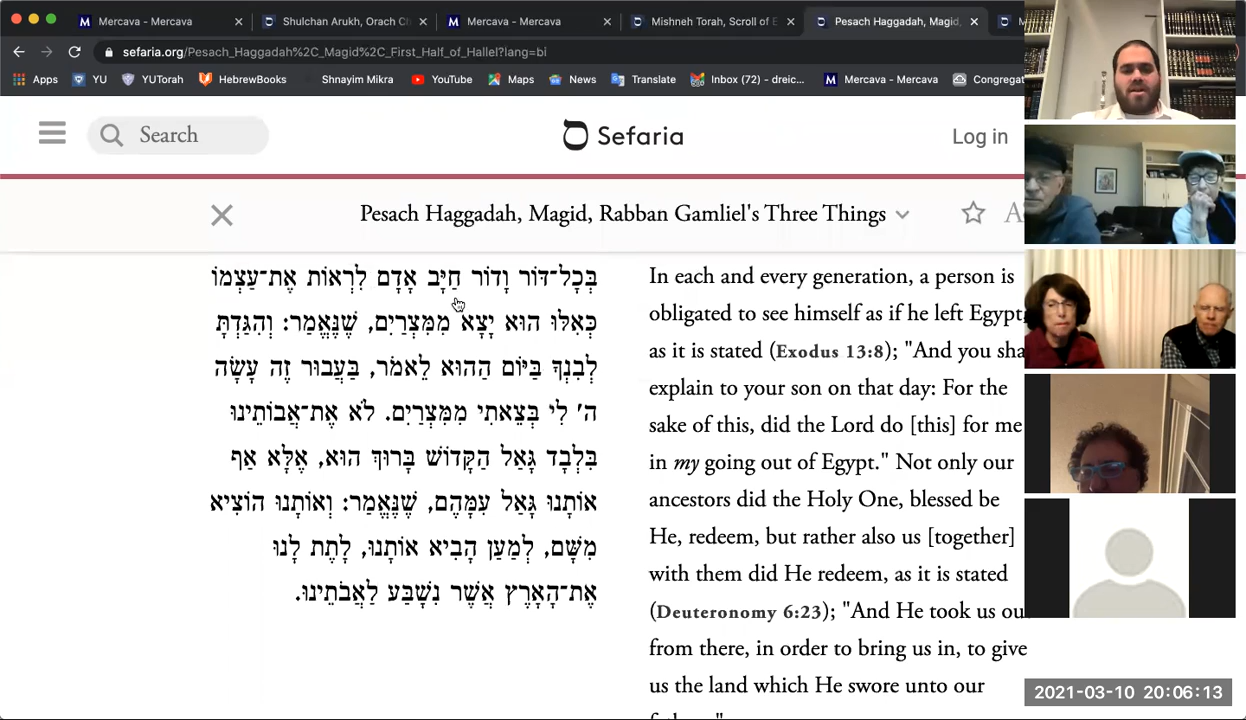 Mercava - Mercava
Shulchan Arukh, Orach Ch
Mercava - Mercava
Mishneh Torah, Scroll of E
Pesach Haggadah, Magid,
sefaria.org/Pesach_Haggadah%2C_Magid%2C_First_Half_of_Hallel?lang=bi
Apps YU YUTorah HebrewBooks Shnayim Mikra YouTube Maps News Translate Inbox (72) - dreic... Mercava - Mercava Congregat
Search
Sefaria
Log in
Pesach Haggadah, Magid, Rabban Gamliel's Three Things
A
בְּכָל־דּוֹר וָדוֹר חַיָּב אָדָם לִרְאוֹת אֶת־עַצְמוֹ
כְּאִלּוּ הוּא יָצָא מִמִּצְרַיִם, שֶׁנֶּאֱמַר: וְהִגַּדְתָּ
לְבִנְךָ בַּיּוֹם הַהוּא לֵאמֹר, בַּעֲבוּר זֶה עָשָׂה
ה' לִי בְּצֵאתִי מִמִּצְרַיִם. לֹא אֶת־אֲבוֹתֵינוּ
בִּלְבָד גָּאַל הַקָּדוֹשׁ בָּרוּךְ הוּא, אֶלָּא אַף
אוֹתָנוּ גָּאַל עִמָּהֶם, שֶׁנֶּאֱמַר: וְאוֹתָנוּ הוֹצִיא
מִשָּׁם, לְמַעַן הָבִיא אוֹתָנוּ, לָתֶת לָנוּ
אֶת־הָאָרֶץ אֲשֶׁר נִשְׁבַּע לַאֲבֹתֵינוּ.
In each and every generation, a person is
obligated to see himself as if he left Egypt,
as it is stated (Exodus 13:8); "And you sha
explain to your son on that day: For the
sake of this, did the Lord do [this] for me
in my going out of Egypt." Not only our
ancestors did the Holy One, blessed be
He, redeem, but rather also us [together]
with them did He redeem, as it is stated
(Deuteronomy 6:23); "And He took us ou
from there, in order to bring us in, to give
us the land which He swore unto our
2021-03-10 20:06:13